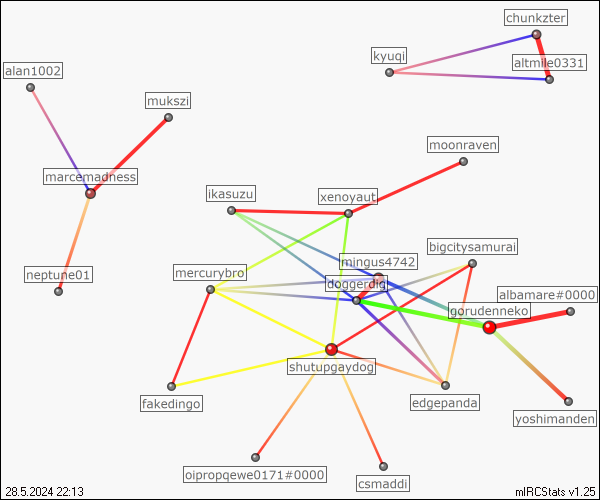 chunkzter
kyuqi
altmile0331
alan1002
mukszi
moonraven
marcemadness
ikasuzu
xenoyaut
bigcitysamurai
mingus4742
neptune01
mercurybro
doggerdig
albamare#0000
gorudenneko
shutupgaydog
fakedingo
edgepanda
yoshimanden
oipropqewe0171#0000
csmaddi
28.5.2024 22:13
mIRCStats v1.25